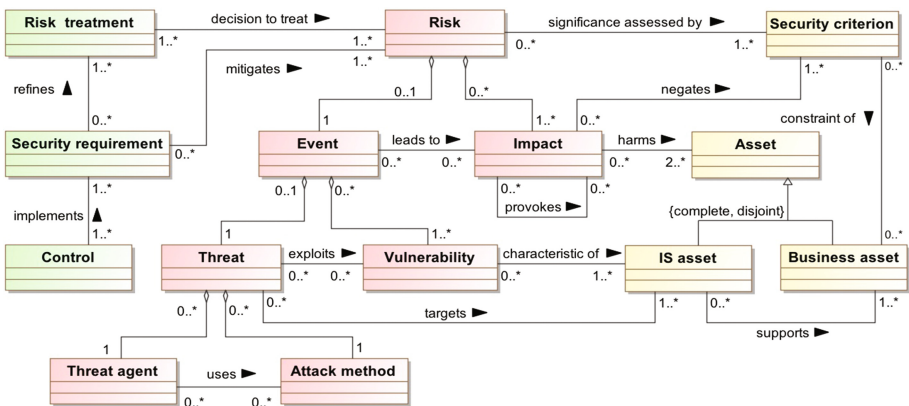 Risk treatment
decision to treat
Risk
significance assessed by
Security criterion
1..*
1..*
0..*
1..*
1..*
1..*
mitigates
0..*
refines
0..1
0..*
negates
1..*
constraint of
0..*
1
1..*
0..*
Security requirement
0..*
Event
leads to
0..*
0..*
Impact
harms
0..*
2..*
Asset
1..*
0..1
0..*
0..*
0..*
provokes
implements
{complete, disjoint}
1..*
1
1..*
0..*
Control
Threat
exploits
0..*
0..*
Vulnerability
characteristic of
0..*
1..*
IS asset
Business asset
0..*
0..*
targets
1..*
0..*
1..*
supports
1
1
Threat agent
uses
0..*
0..*
Attack method